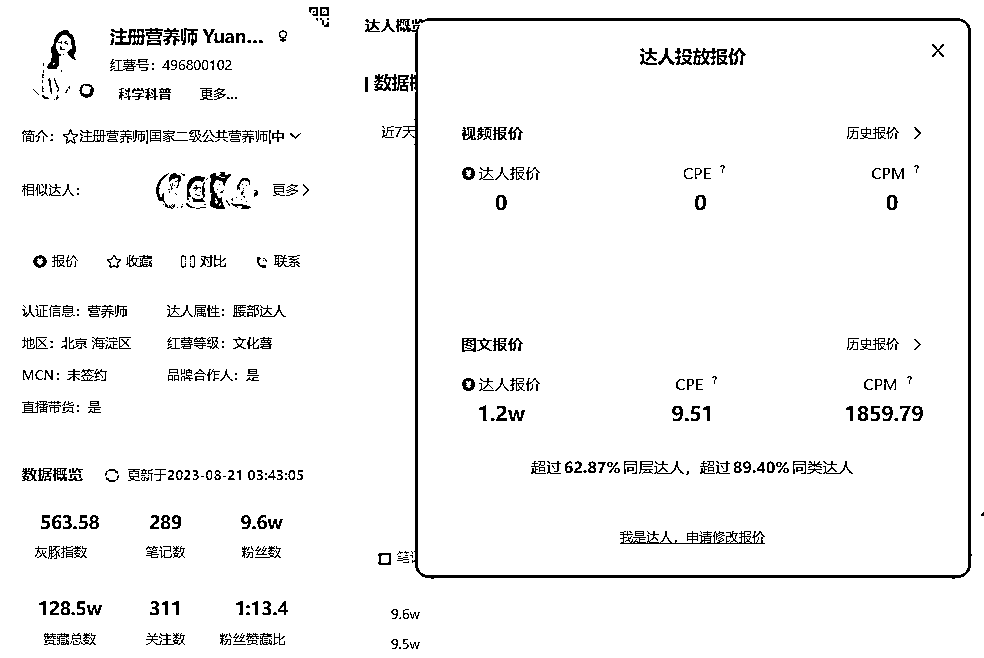 注册营养师 Yuan...
红薯号：496800102
科学科普 更多...
简介：☆注册营养师|国家二级公共营养师|中
相似达人： 更多
报价 收藏 对比 联系
认证信息：营养师 达人属性：腰部达人
地区：北京 海淀区 红薯等级：文化薯
MCN：未签约 品牌合作人：是
直播带货：是
数据概览 更新于2023-08-21 03:43:05
563.58 289 9.6w
灰豚指数 笔记数 粉丝数
128.5w 311 1:13.4
赞藏总数 关注数 粉丝赞藏比
达人概览
数据概
近7天
笔记
9.6w
9.5w
达人投放报价
视频报价 历史报价
达人报价 CPE ? CPM ?
0 0 0
图文报价 历史报价
达人报价 CPE ? CPM ?
1.2w 9.51 1859.79
超过62.87%同层达人，超过89.40%同类达人
我是达人，申请修改报价